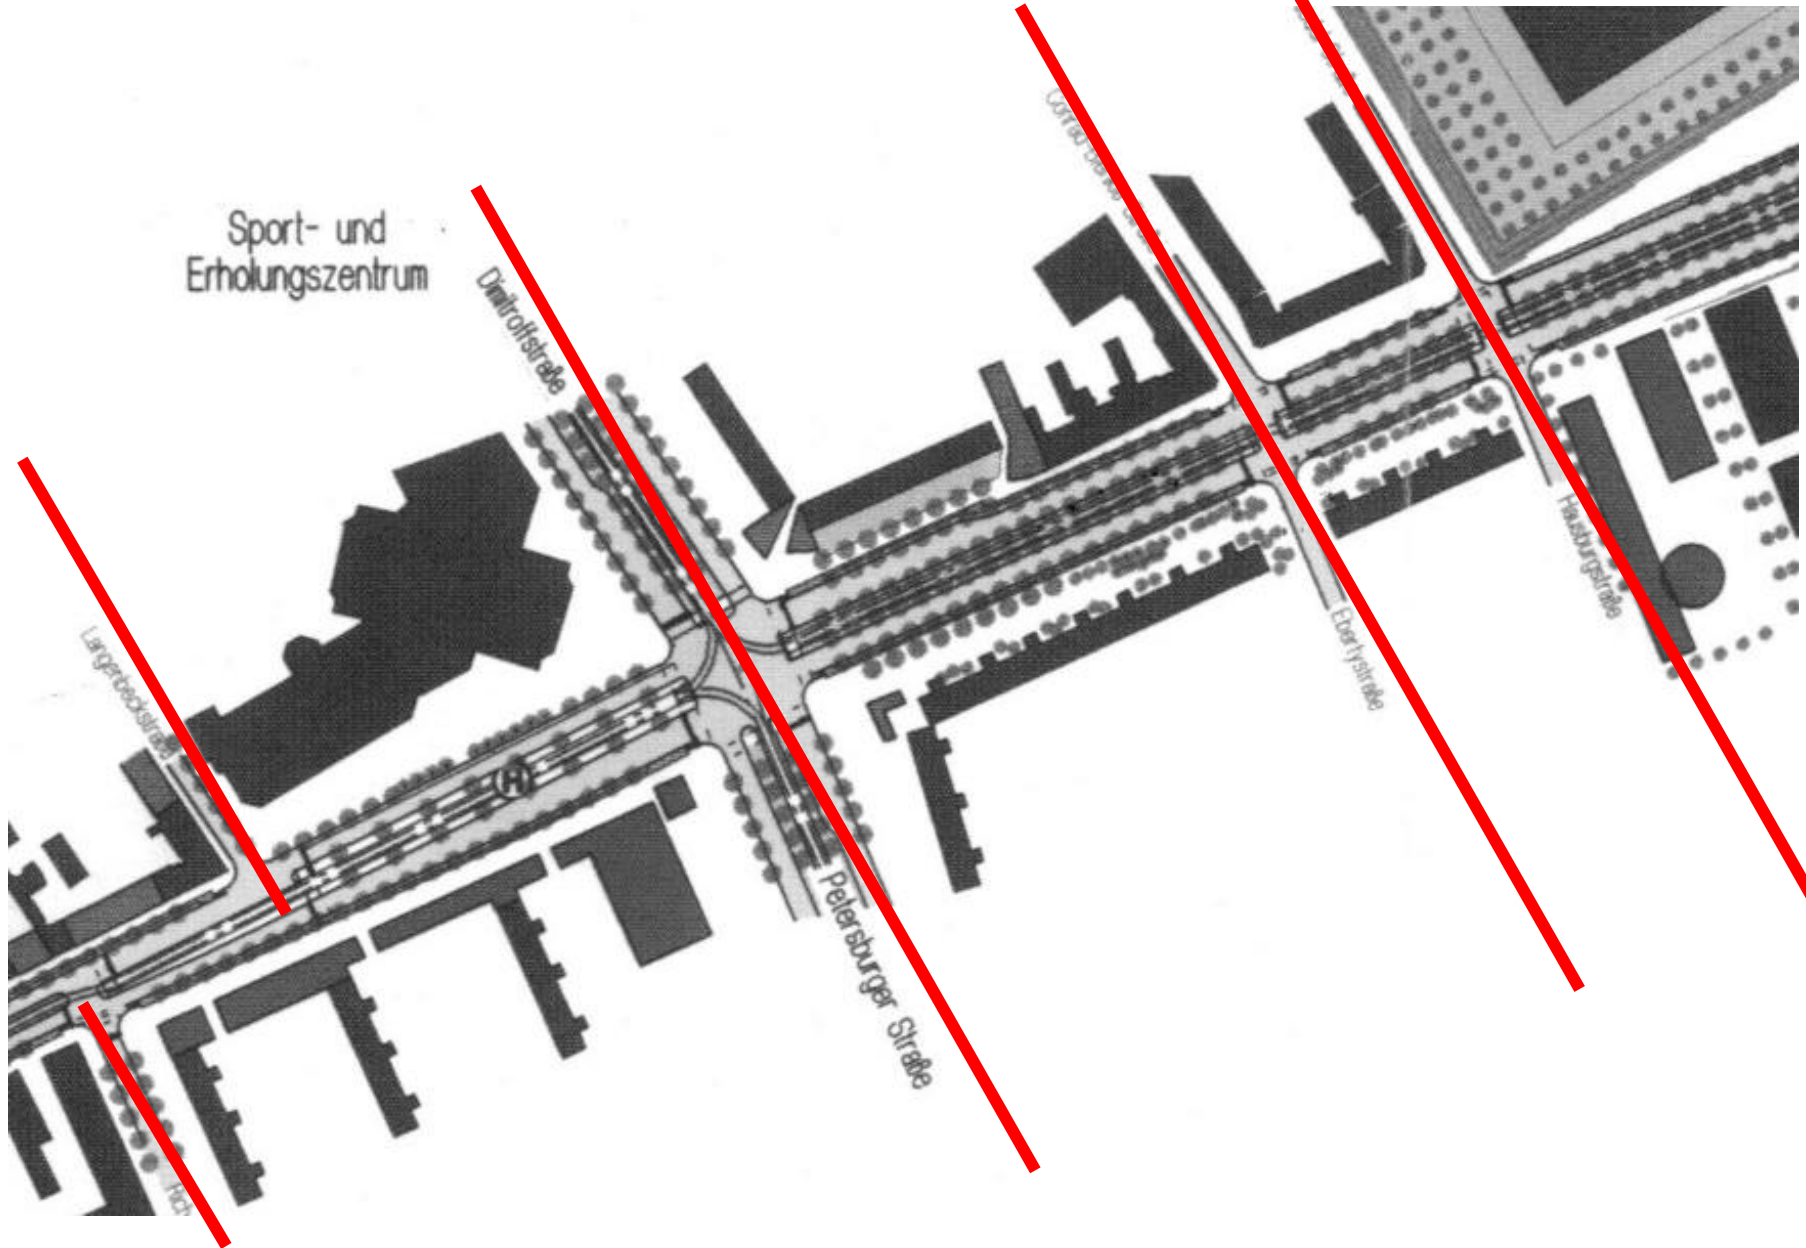 Sport- und
Erholungszentrum
Dimitroffstraße
Langenbeckstraße
H
Petersburger Straße
Ebertystraße
Hausburgstraße